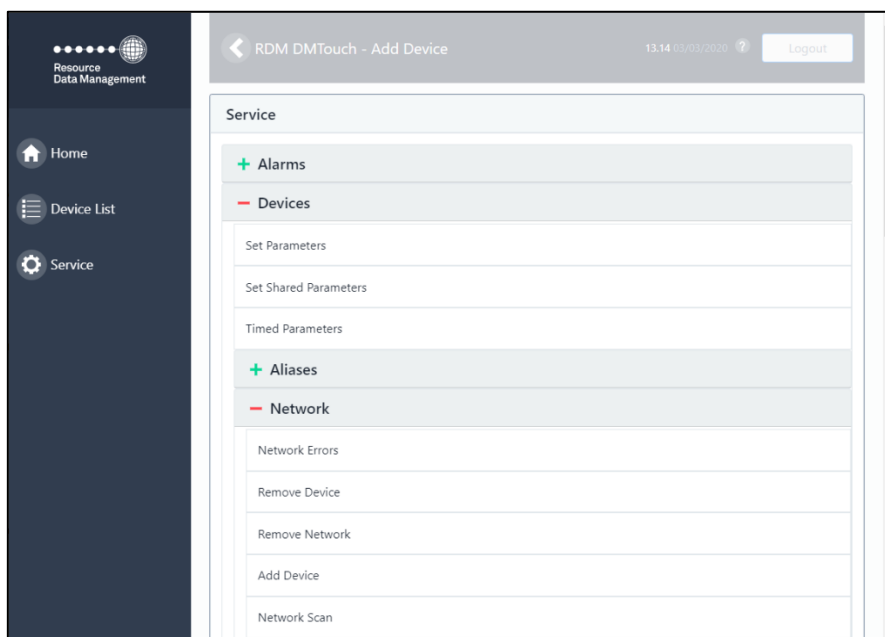 Resource
Data Management
RDM DMTouch - Add Device
13.14 03/03/2020 ?
Logout
Home
Device List
Service
Service
+ Alarms
− Devices
Set Parameters
Set Shared Parameters
Timed Parameters
+ Aliases
− Network
Network Errors
Remove Device
Remove Network
Add Device
Network Scan